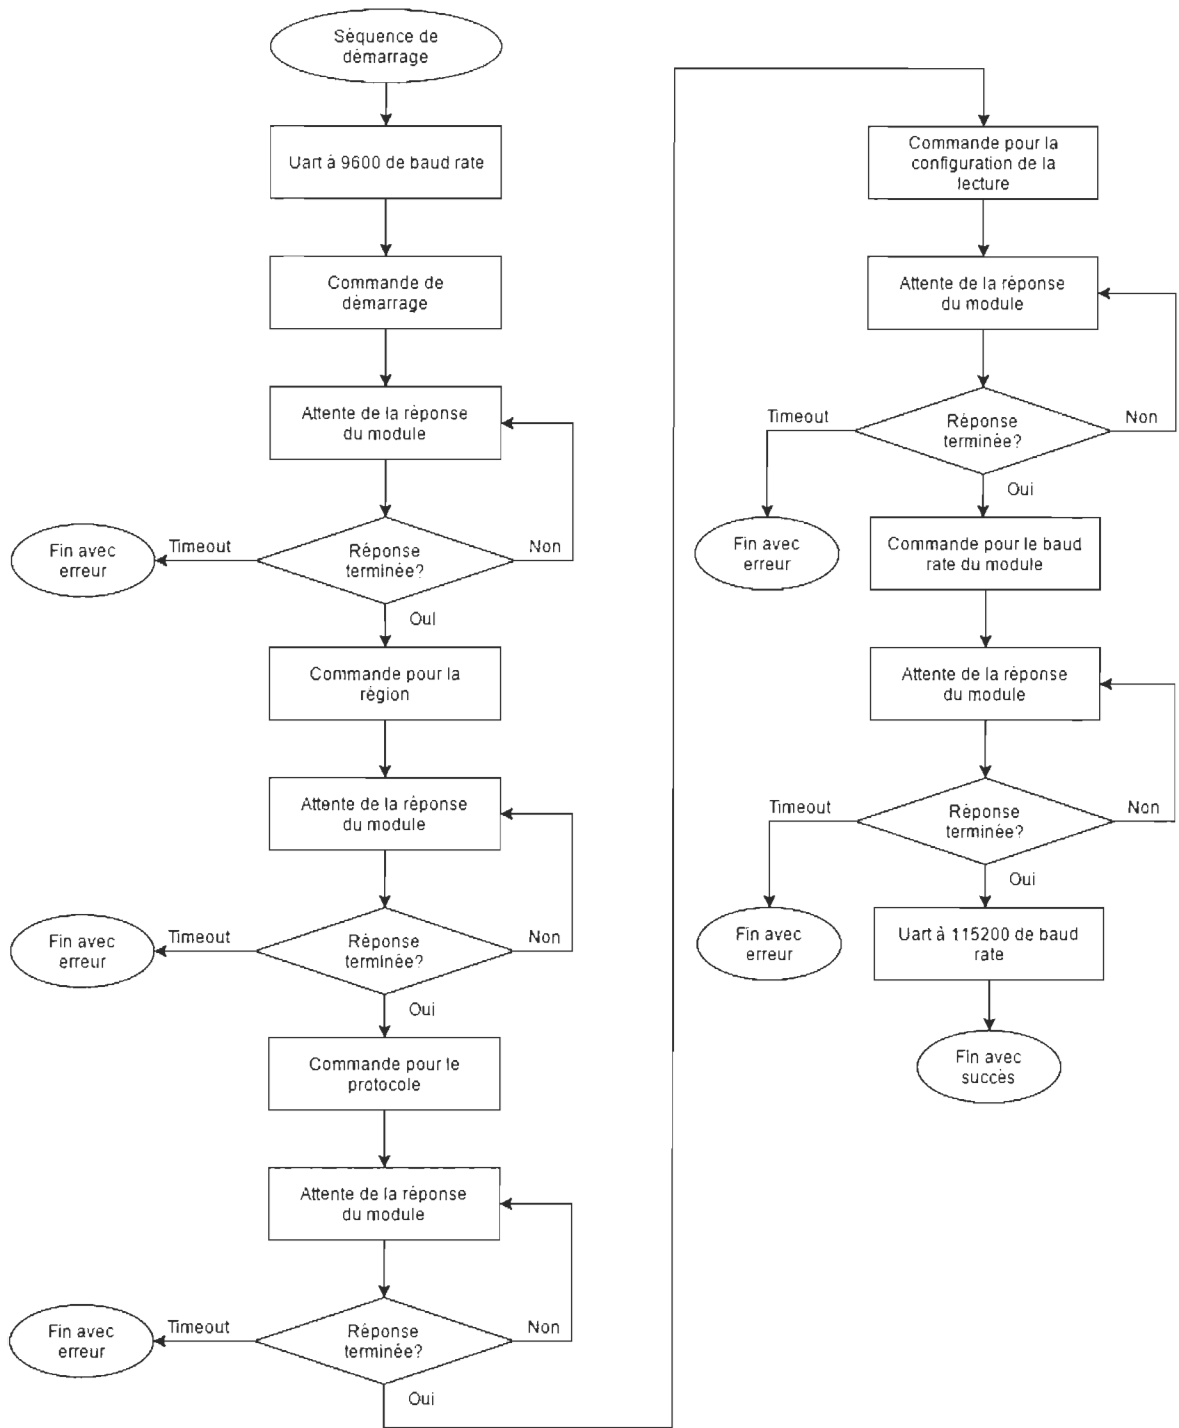 Séquence de
démarrage
Uart à 9600 de baud rate
Commande de
démarrage
Attente de la réponse
du module
Réponse
terminée?
Timeout
Non
Fin avec
erreur
Oui
Commande pour la
région
Attente de la réponse
du module
Réponse
terminée?
Timeout
Non
Fin avec
erreur
Oui
Commande pour le
protocole
Attente de la réponse
du module
Réponse
terminée?
Timeout
Non
Fin avec
erreur
Oui
Commande pour la
configuration de la
lecture
Attente de la réponse
du module
Réponse
terminée?
Timeout
Non
Fin avec
erreur
Oui
Commande pour le baud
rate du module
Attente de la réponse
du module
Réponse
terminée?
Timeout
Non
Fin avec
erreur
Oui
Uart à 115200 de baud
rate
Fin avec
succès